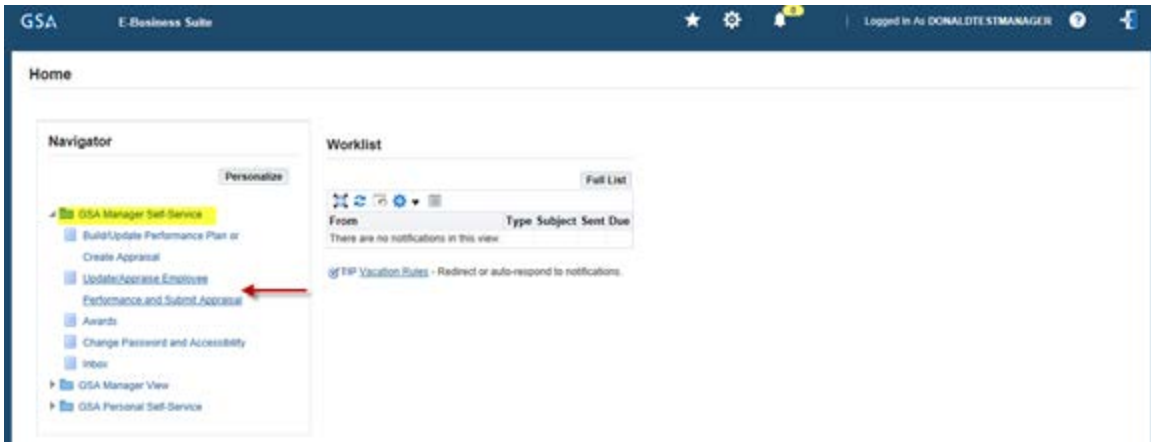 GSA E-Business Suite 0 Logged In As DONALDTESTMANAGER ?
Home
Navigator
Personalize
GSA Manager Self-Service
Build/Update Performance Plan or
Create Appraisal
Update/Appraise Employee
Performance and Submit Appraisal
Awards
Change Password and Accessibility
Inbox
GSA Manager View
GSA Personal Self-Service
Worklist
Full List
From Type Subject Sent Due
There are no notifications in this view
TIP Vacation Rules - Redirect or auto-respond to notifications.